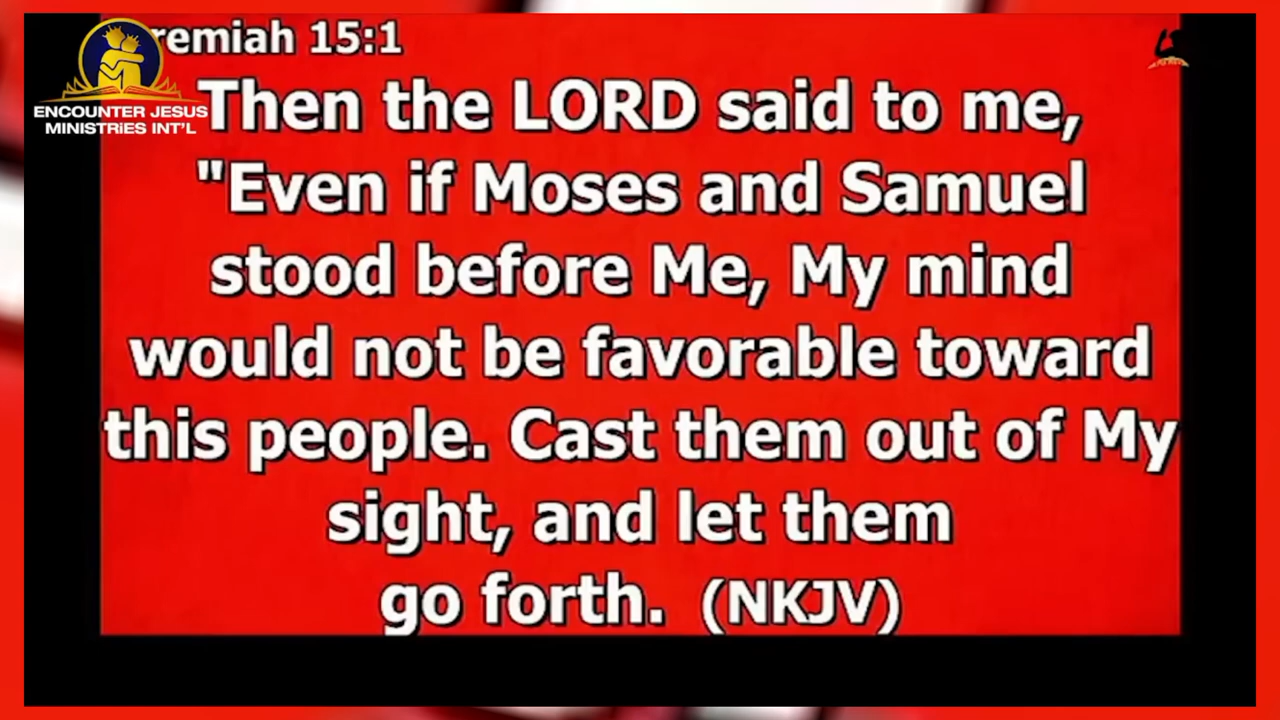 remiah 15:1
ENCOUNTER JESUS
MINISTRIES INT'L
Then the LORD said to me,
"Even if Moses and Samuel
stood before Me, My mind
would not be favorable toward
this people. Cast them out of My
sight, and let them
go forth. (NKJV)